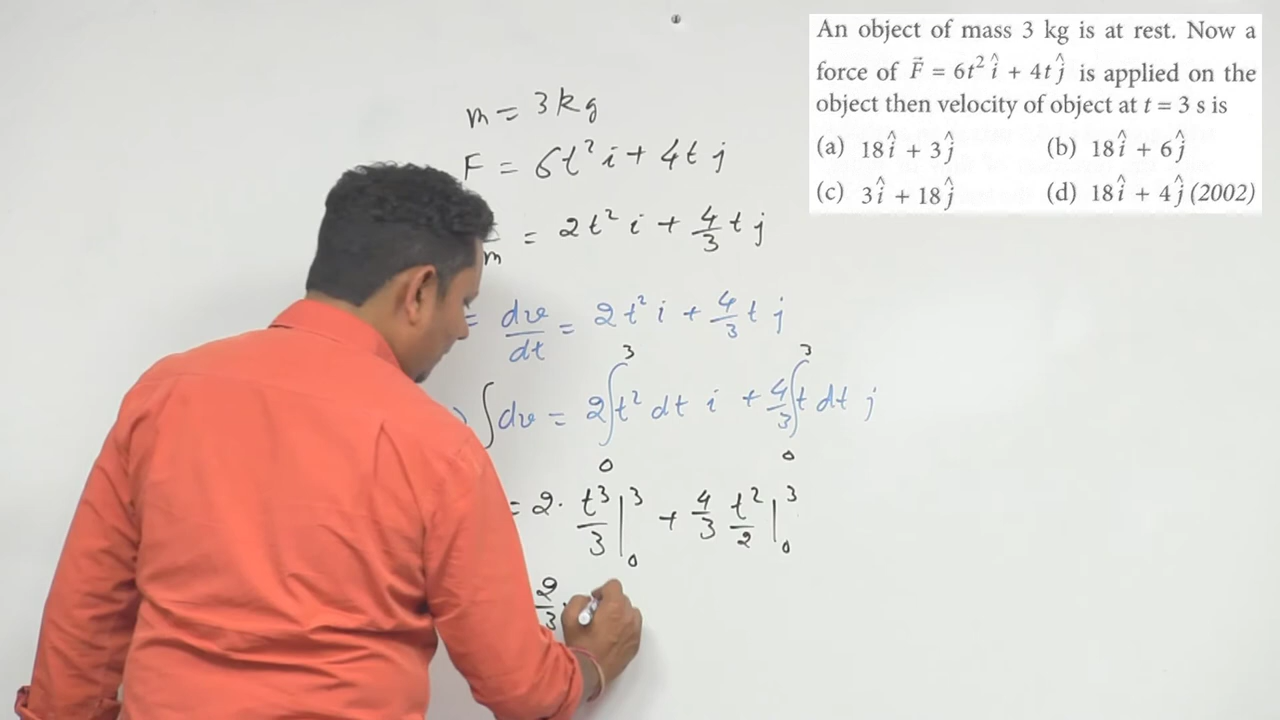 An object of mass 3 kg is at rest. Now a
force of F⃗ = 6t² î + 4t ĵ is applied on the
object then velocity of object at t = 3 s is
(a) 18î + 3ĵ (b) 18î + 6ĵ
(c) 3î + 18ĵ (d) 18î + 4ĵ (2002)
m = 3kg
F = 6t² i + 4t j
m = 2t² i + 4/3 t j
= dv/dt = 2t² i + 4/3 t j
∫dv = 2∫₀³ t² dt i + 4/3 ∫₀³ t dt j
= 2· t³/3 |₀³ + 4/3 t²/2 |₀³
2/3